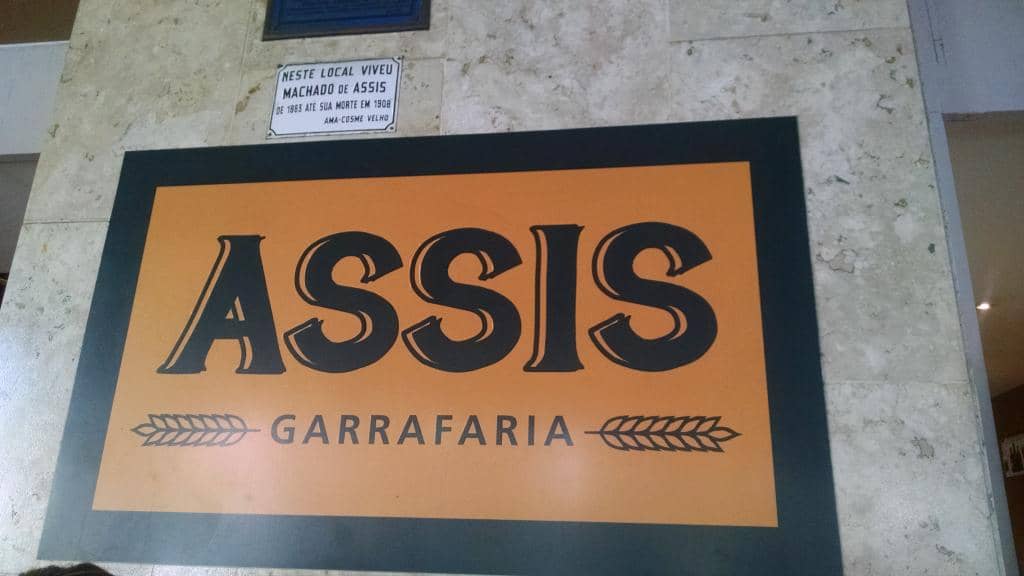 NESTE LOCAL VIVEU
MACHADO DE ASSIS
DE 1883 ATÉ SUA MORTE EM 1908
AMA-COSME VELHO
ASSIS
GARRAFARIA